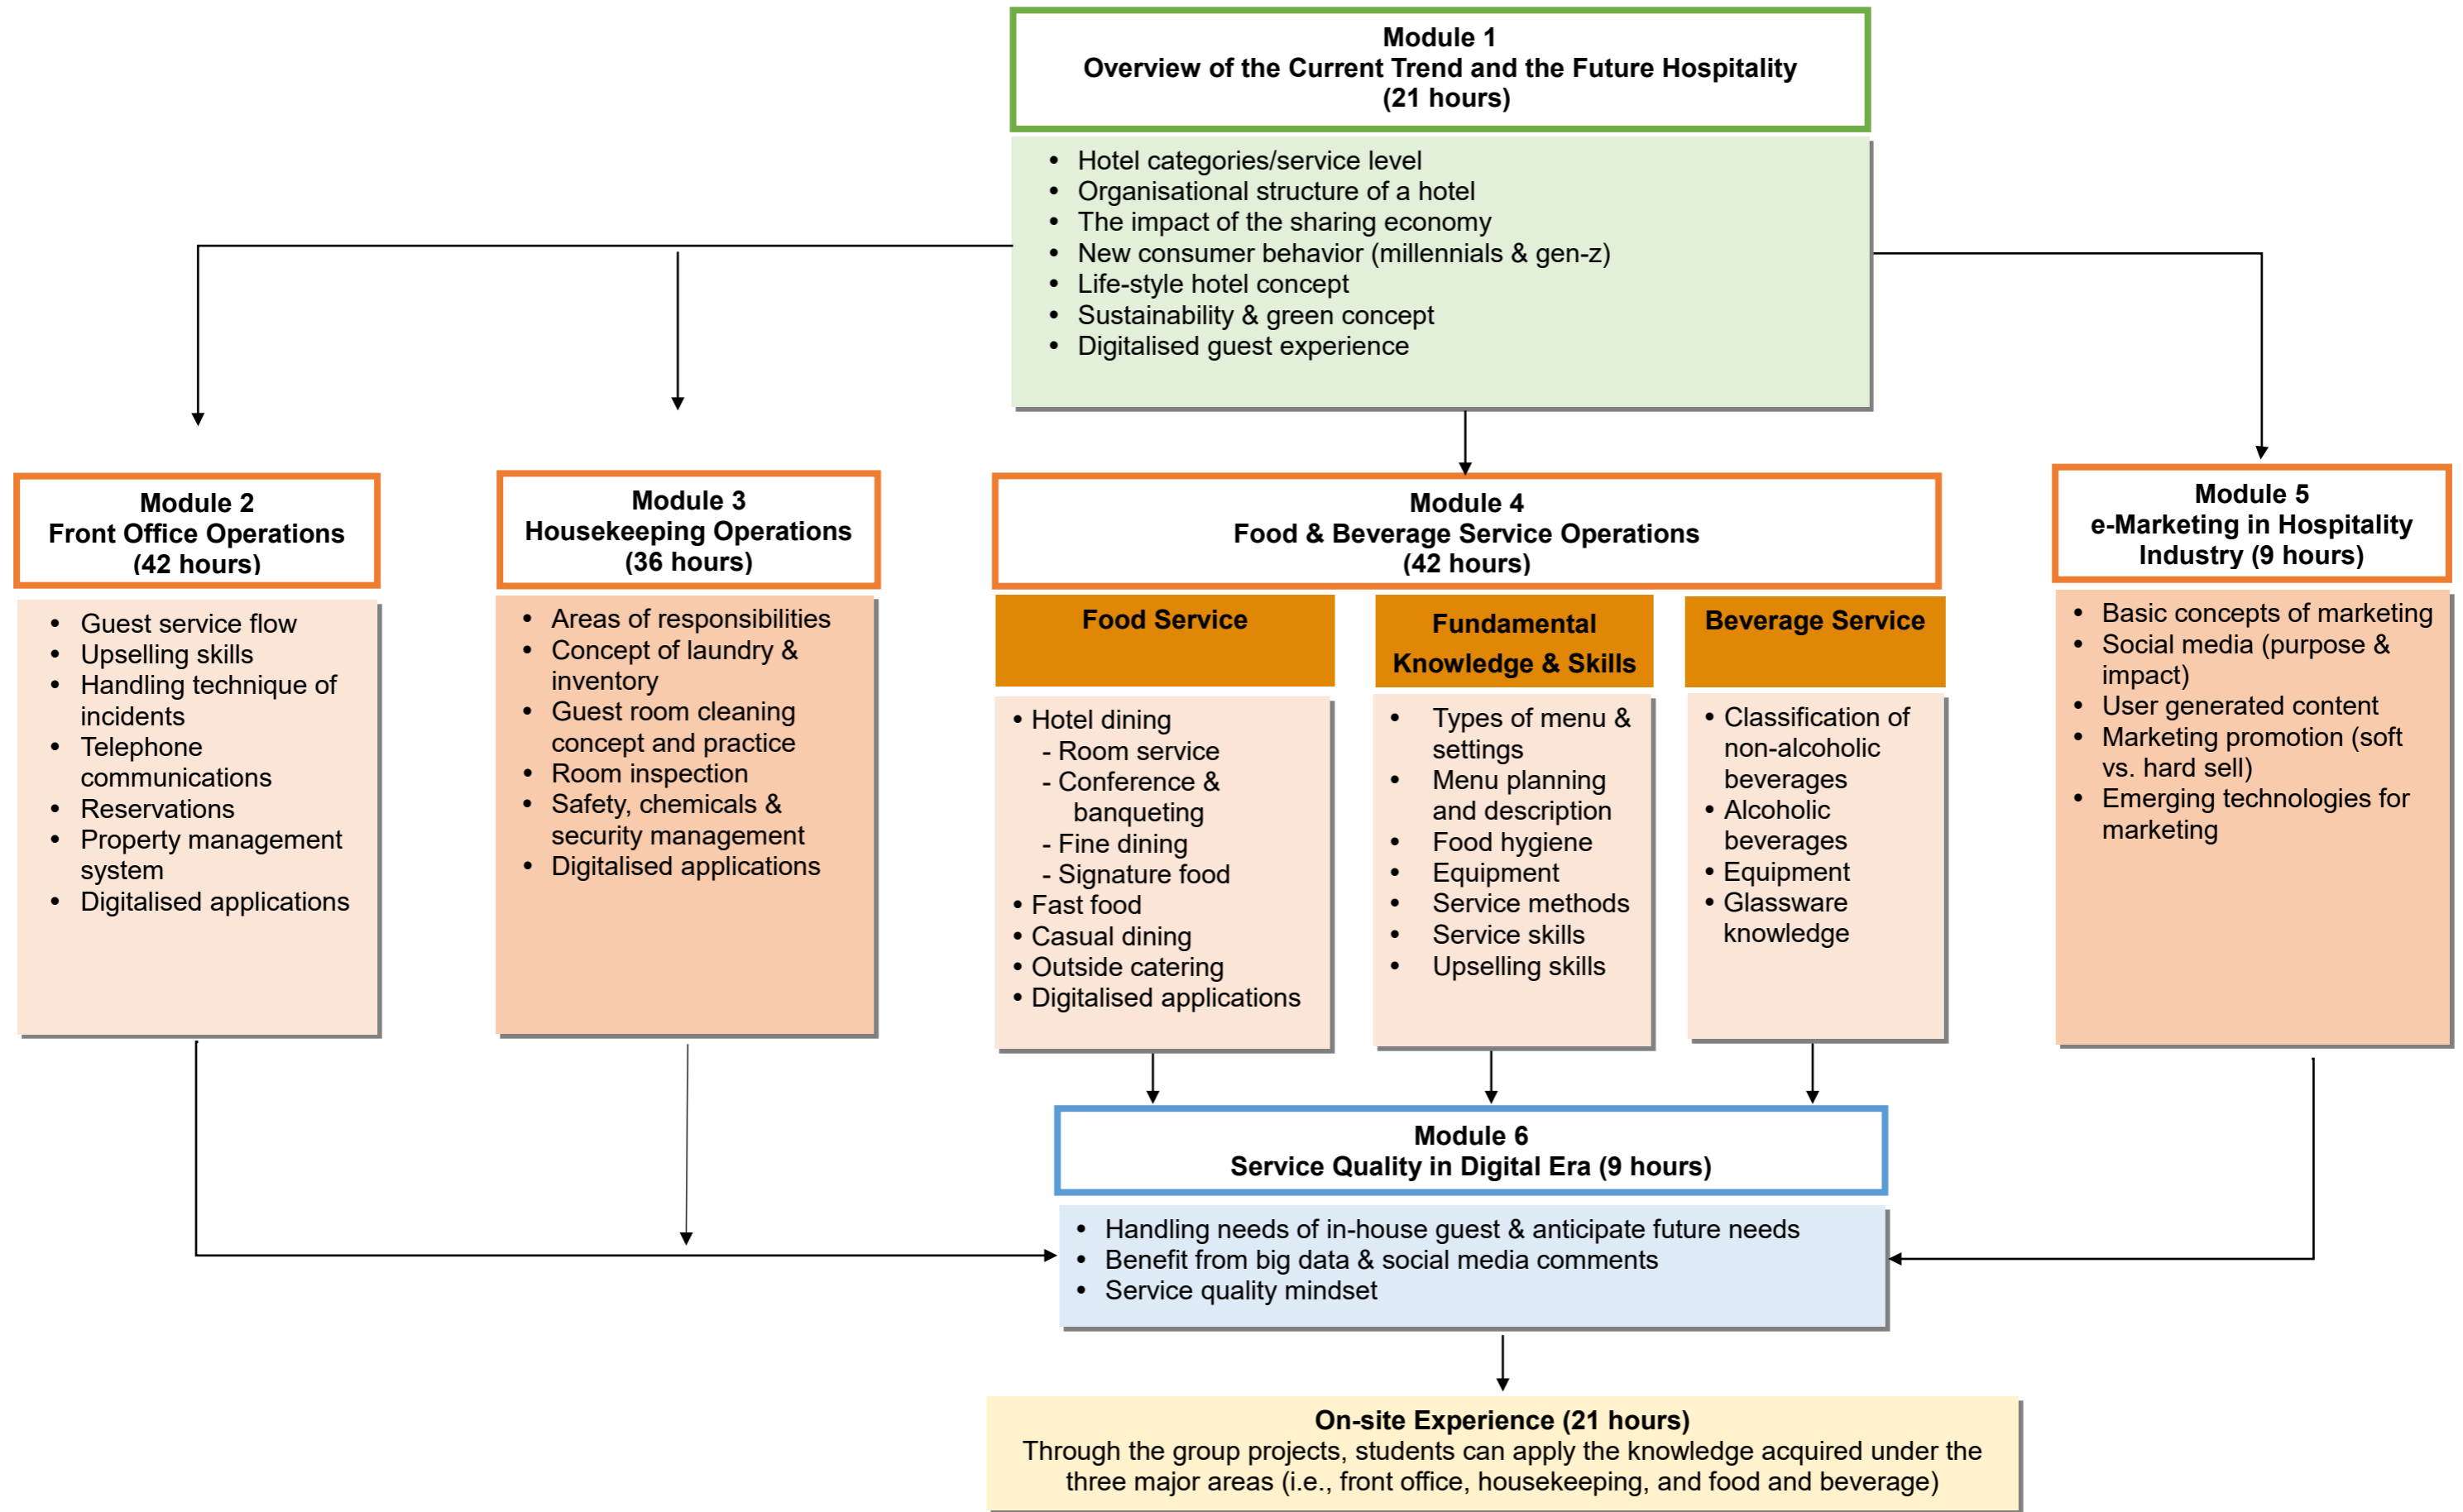 Module 1
Overview of the Current Trend and the Future Hospitality
(21 hours)
• Hotel categories/service level
• Organisational structure of a hotel
• The impact of the sharing economy
• New consumer behavior (millennials & gen-z)
• Life-style hotel concept
• Sustainability & green concept
• Digitalised guest experience
Module 2
Front Office Operations
(42 hours)
• Guest service flow
• Upselling skills
• Handling technique of
incidents
• Telephone
communications
• Reservations
• Property management
system
• Digitalised applications
Module 3
Housekeeping Operations
(36 hours)
• Areas of responsibilities
• Concept of laundry &
inventory
• Guest room cleaning
concept and practice
• Room inspection
• Safety, chemicals &
security management
• Digitalised applications
Module 4
Food & Beverage Service Operations
(42 hours)
Food Service
• Hotel dining
- Room service
- Conference &
banqueting
- Fine dining
- Signature food
• Fast food
• Casual dining
• Outside catering
• Digitalised applications
Fundamental
Knowledge & Skills
• Types of menu &
settings
• Menu planning
and description
• Food hygiene
• Equipment
• Service methods
• Service skills
• Upselling skills
Beverage Service
• Classification of
non-alcoholic
beverages
• Alcoholic
beverages
• Equipment
• Glassware
knowledge
Module 5
e-Marketing in Hospitality
Industry (9 hours)
• Basic concepts of marketing
• Social media (purpose &
impact)
• User generated content
• Marketing promotion (soft
vs. hard sell)
• Emerging technologies for
marketing
Module 6
Service Quality in Digital Era (9 hours)
• Handling needs of in-house guest & anticipate future needs
• Benefit from big data & social media comments
• Service quality mindset
On-site Experience (21 hours)
Through the group projects, students can apply the knowledge acquired under the
three major areas (i.e., front office, housekeeping, and food and beverage)